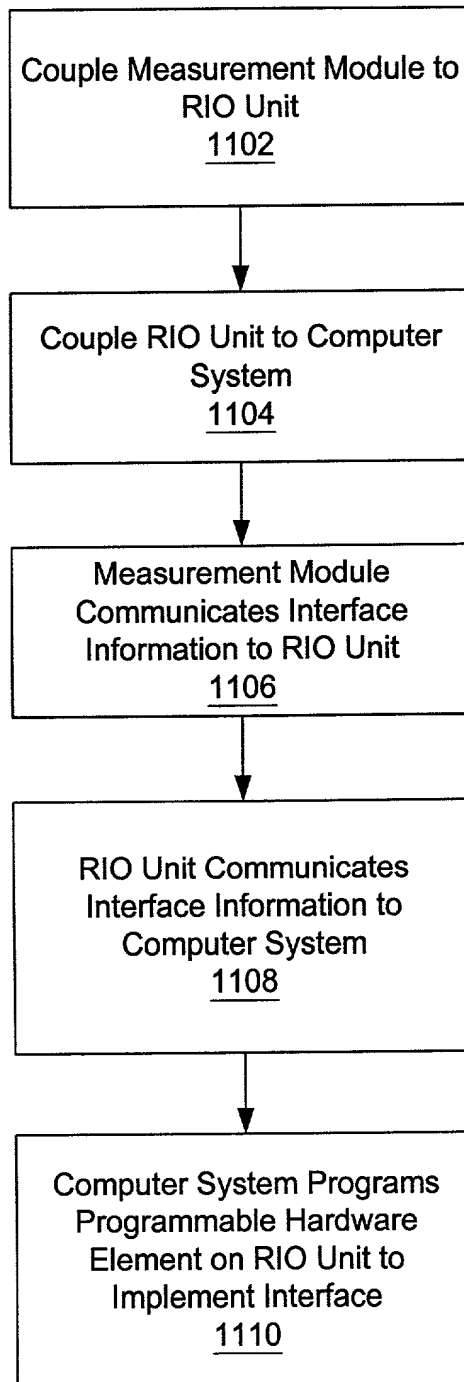 Couple Measurement Module to
RIO Unit
1102
Couple RIO Unit to Computer
System
1104
Measurement Module
Communicates Interface
Information to RIO Unit
1106
RIO Unit Communicates
Interface Information to
Computer System
1108
Computer System Programs
Programmable Hardware
Element on RIO Unit to
Implement Interface
1110